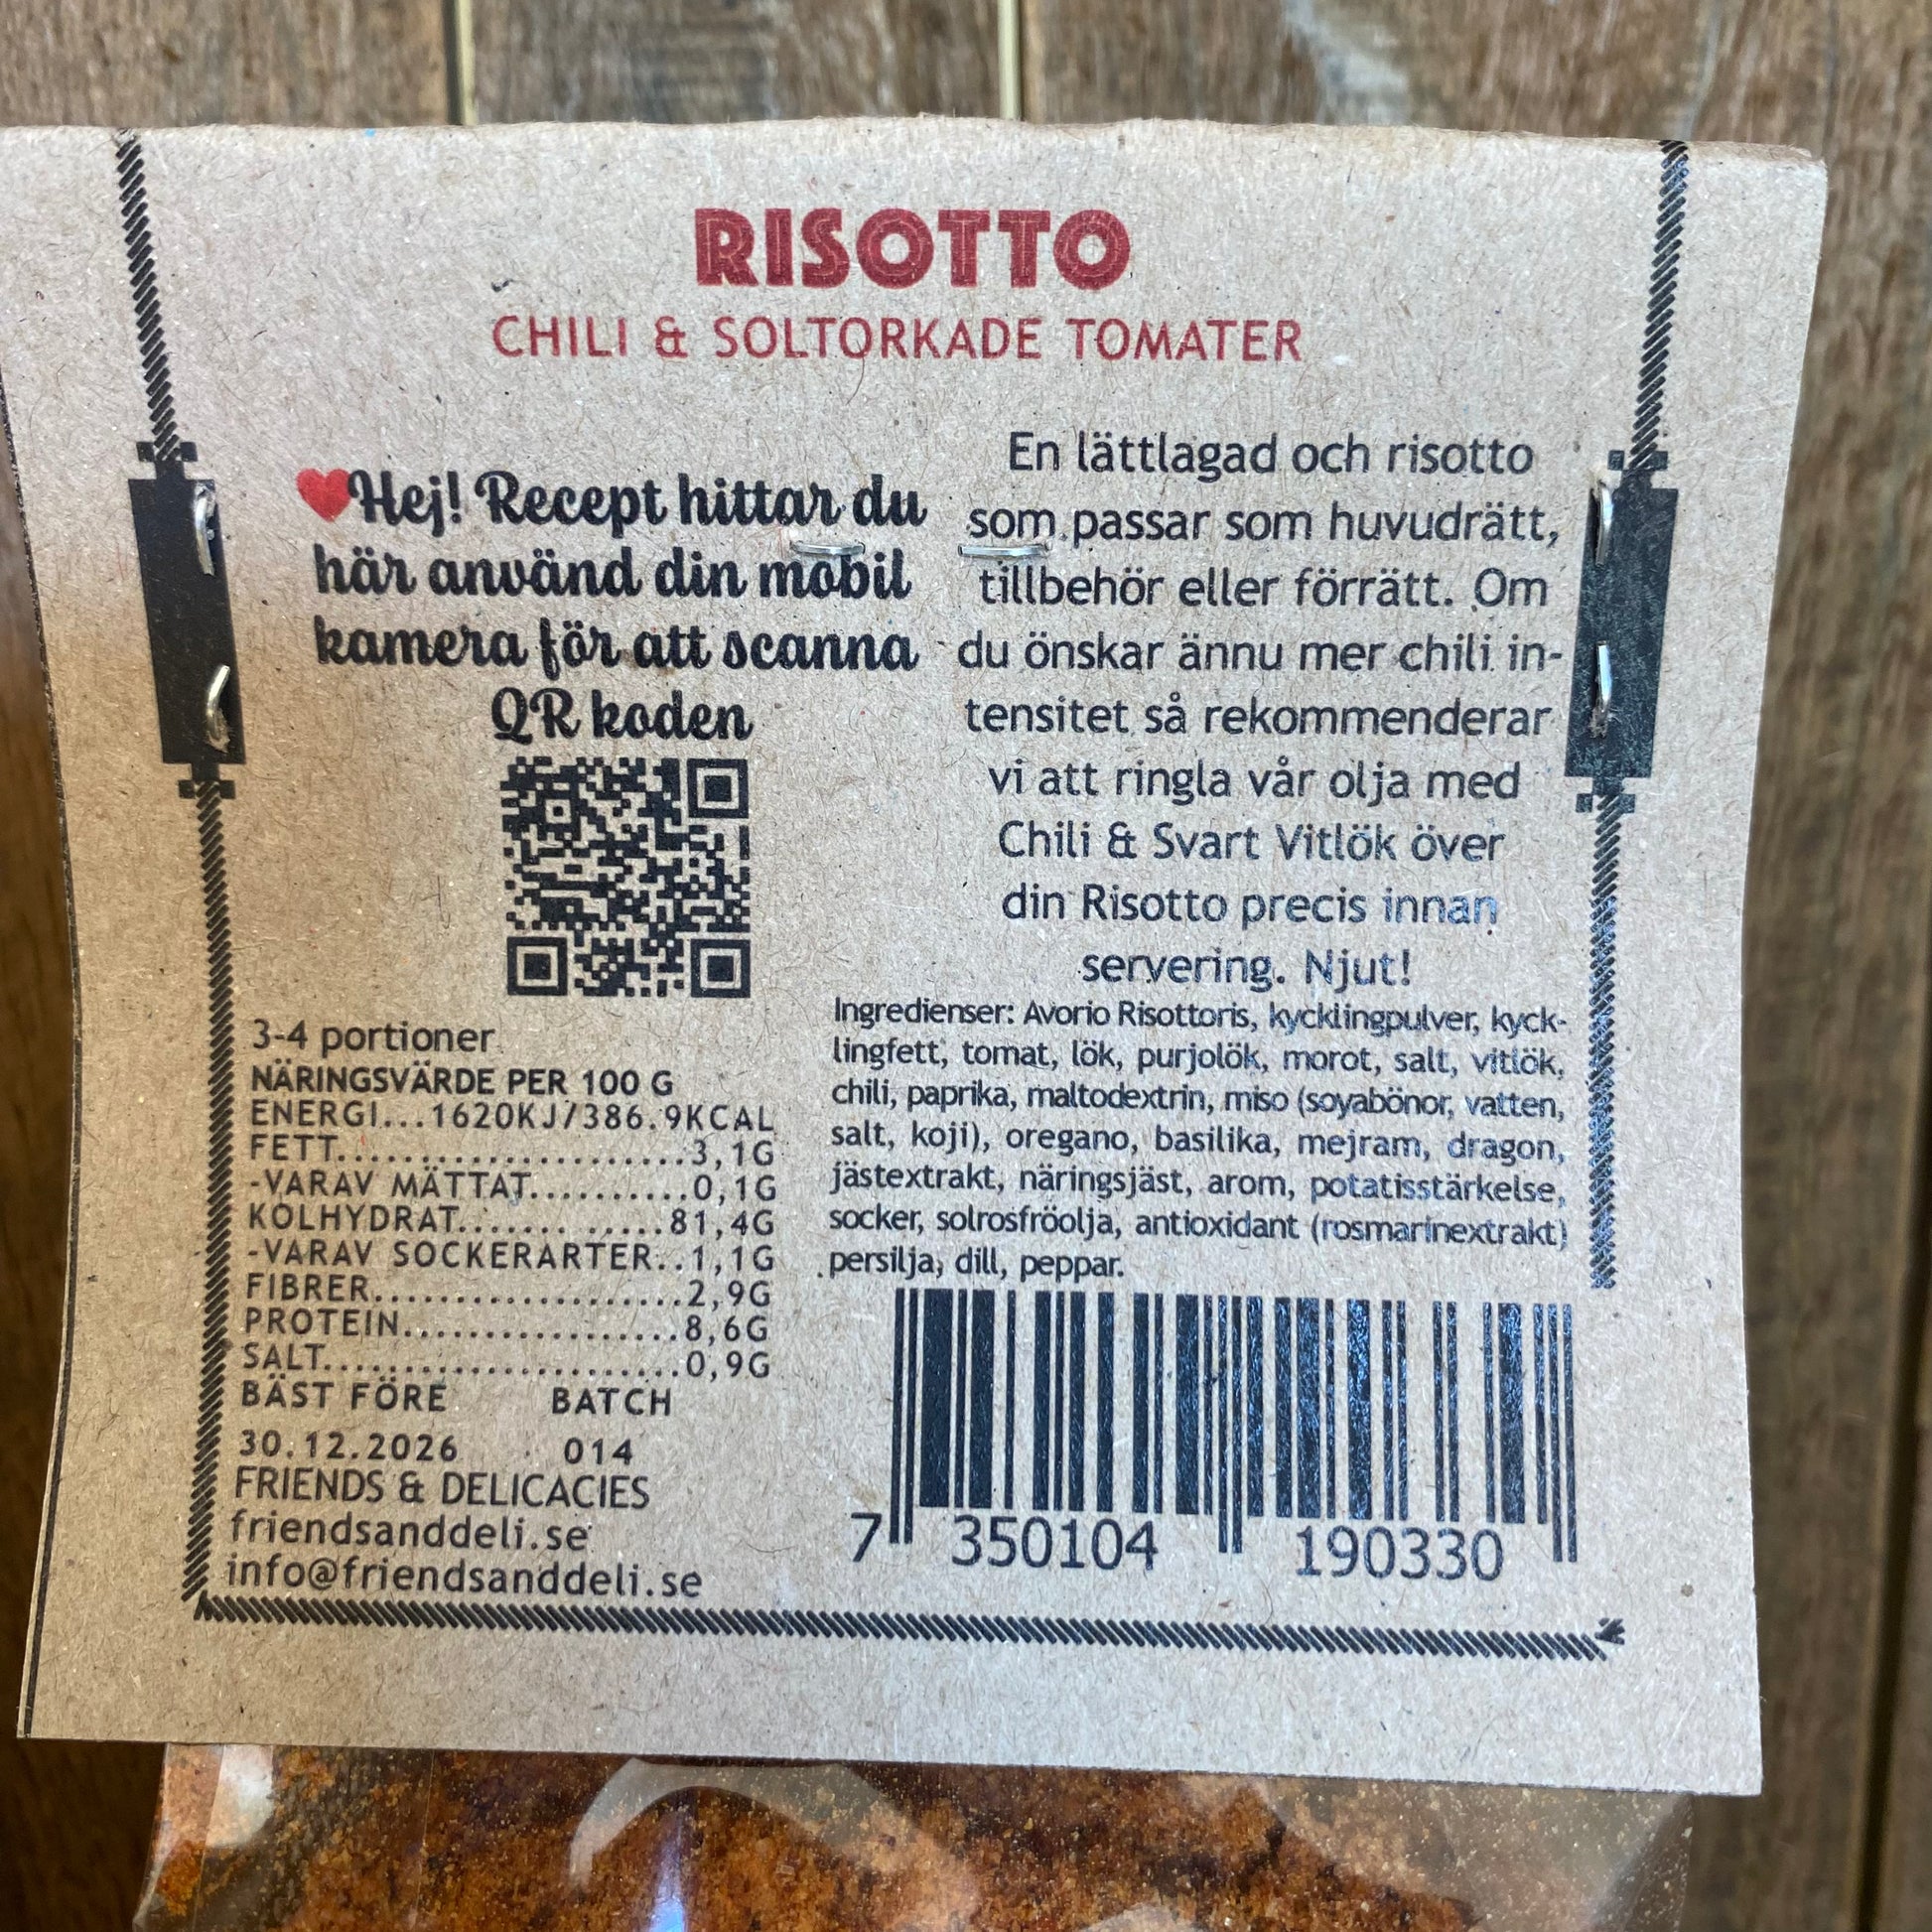 RISOTTO
CHILI & SOLTORKADE TOMATER
Hej! Recept hittar du
här använd din mobil
kamera för att scanna
QR koden
En lättlagad och risotto
som passar som huvudrätt,
tillbehör eller förrätt. Om
du önskar ännu mer chili in-
tensitet så rekommenderar
vi att ringla vår olja med
Chili & Svart Vitlök över
din Risotto precis innan
servering. Njut!
3-4 portioner
NÄRINGSVÄRDE PER 100 G
ENERGI...1620KJ/386.9KCAL
FETT......................3,1G
-VARAV MÄTTAT..........0,1G
KOLHYDRAT.............81,4G
-VARAV SOCKERARTER..1,1G
FIBRER....................2,9G
PROTEIN..................8,6G
SALT.......................0,9G
BÄST FÖRE BATCH
30.12.2026 014
FRIENDS & DELICACIES
friendsanddeli.se
info@friendsanddeli.se
Ingredienser: Avorio Risottoris, kycklingpulver, kyck-
lingfett, tomat, lök, purjolök, morot, salt, vitlök,
chili, paprika, maltodextrin, miso (soyabönor, vatten,
salt, koji), oregano, basilika, mejram, dragon,
jästextrakt, näringsjäst, arom, potatisstärkelse,
socker, solrosfröolja, antioxidant (rosmarinextrakt)
persilja, dill, peppar.
7 350104 190330